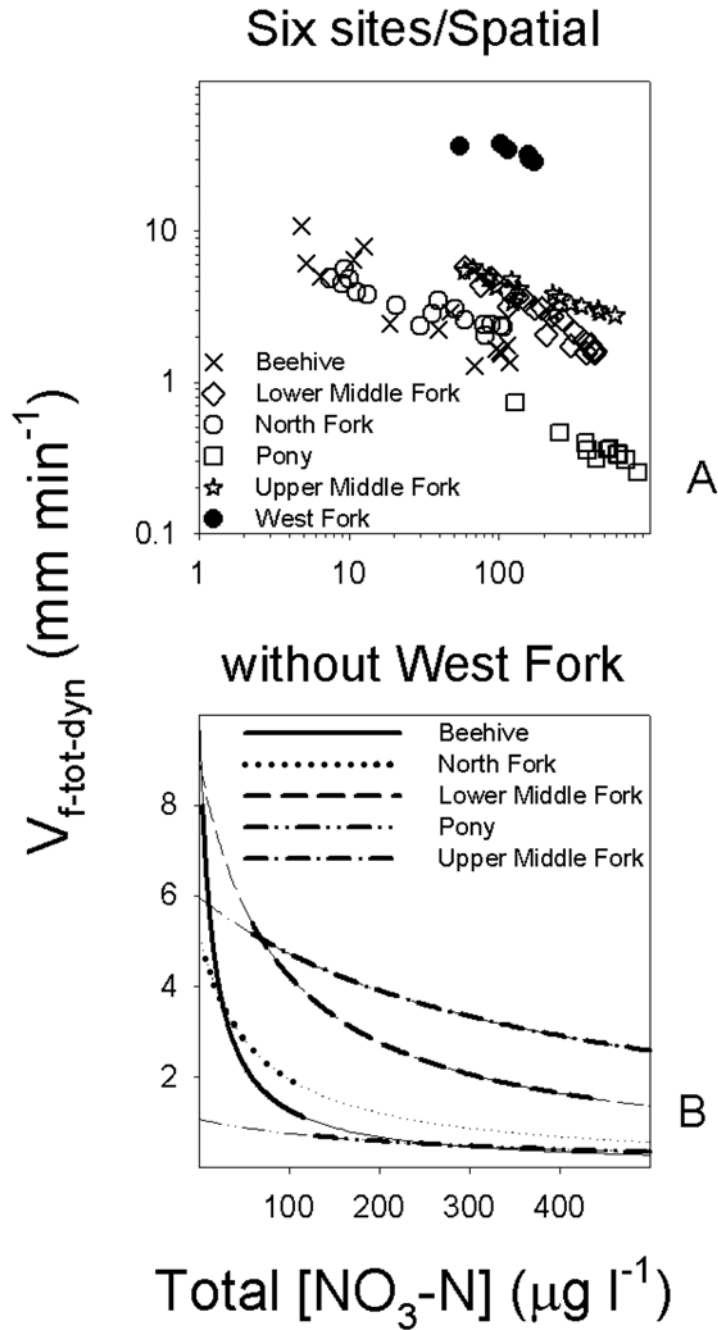 Six sites/Spatial
10
1
0.1
Beehive
Lower Middle Fork
North Fork
Pony
Upper Middle Fork
West Fork
A
1 10 100
V_f-tot-dyn (mm min⁻¹)
without West Fork
Beehive
North Fork
Lower Middle Fork
Pony
Upper Middle Fork
8
6
4
2
B
100 200 300 400
Total [NO₃-N] (μg l⁻¹)